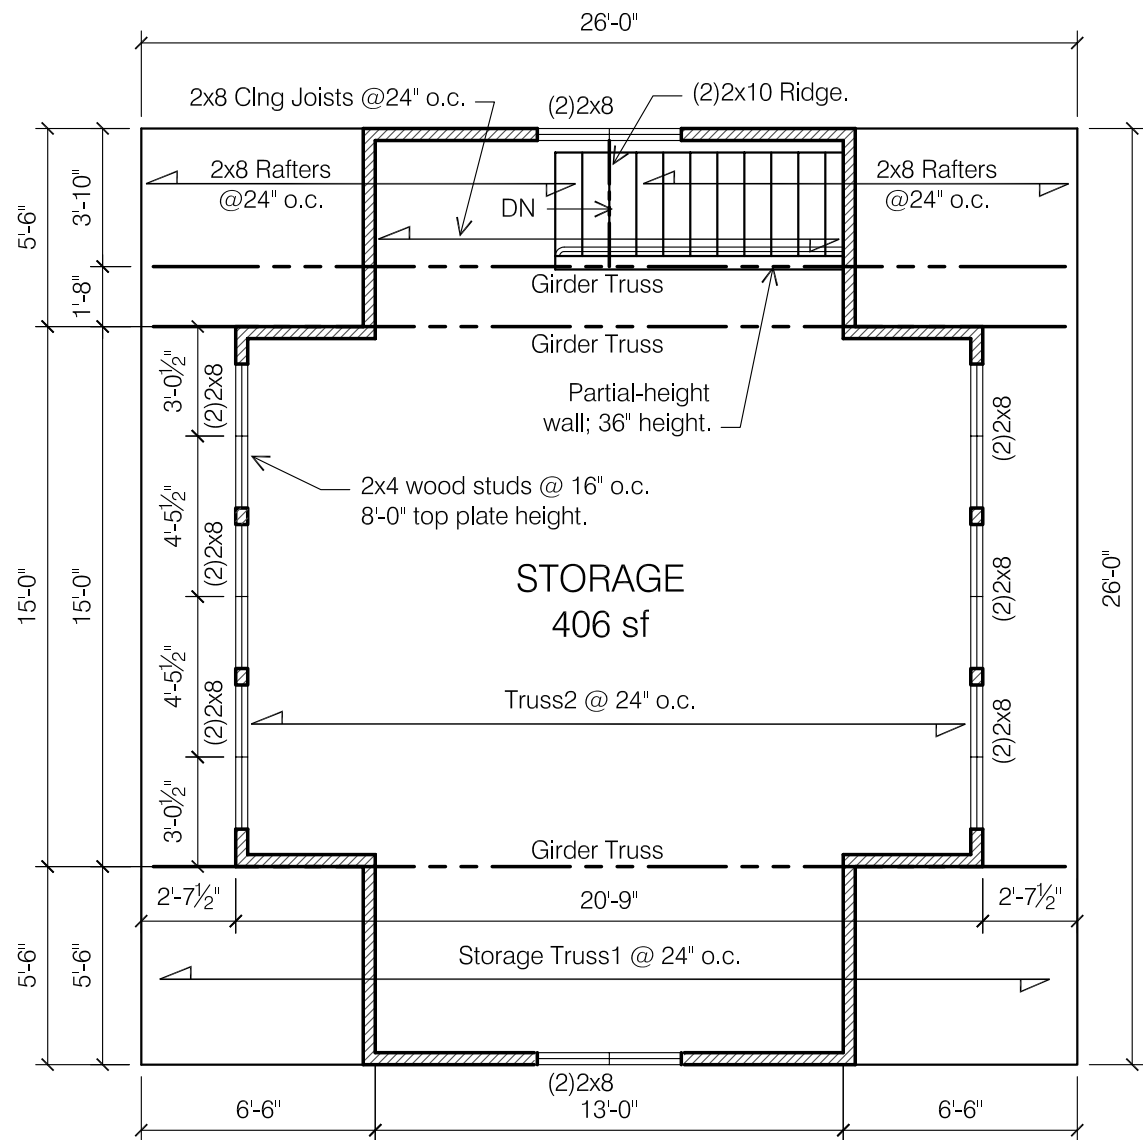 26'-0"
2x8 Clng Joists @24" o.c.
(2)2x8
(2)2x10 Ridge.
2x8 Rafters
@24" o.c.
2x8 Rafters
@24" o.c.
DN
5'-6"
3'-10"
1'-8"
Girder Truss
Girder Truss
3'-0½"
(2)2x8
Partial-height
wall; 36" height.
(2)2x8
2x4 wood studs @ 16" o.c.
8'-0" top plate height.
4'-5½"
(2)2x8
15'-0"
15'-0"
STORAGE
406 sf
(2)2x8
26'-0"
4'-5½"
(2)2x8
Truss2 @ 24" o.c.
(2)2x8
3'-0½"
Girder Truss
2'-7½"
20'-9"
2'-7½"
5'-6"
5'-6"
Storage Truss1 @ 24" o.c.
(2)2x8
6'-6"
13'-0"
6'-6"